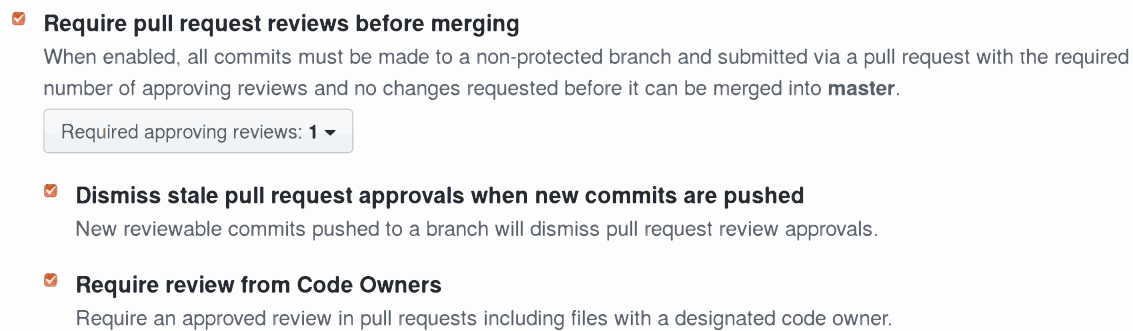 Require pull request reviews before merging
When enabled, all commits must be made to a non-protected branch and submitted via a pull request with the required
number of approving reviews and no changes requested before it can be merged into master.
Required approving reviews: 1
Dismiss stale pull request approvals when new commits are pushed
New reviewable commits pushed to a branch will dismiss pull request review approvals.
Require review from Code Owners
Require an approved review in pull requests including files with a designated code owner.